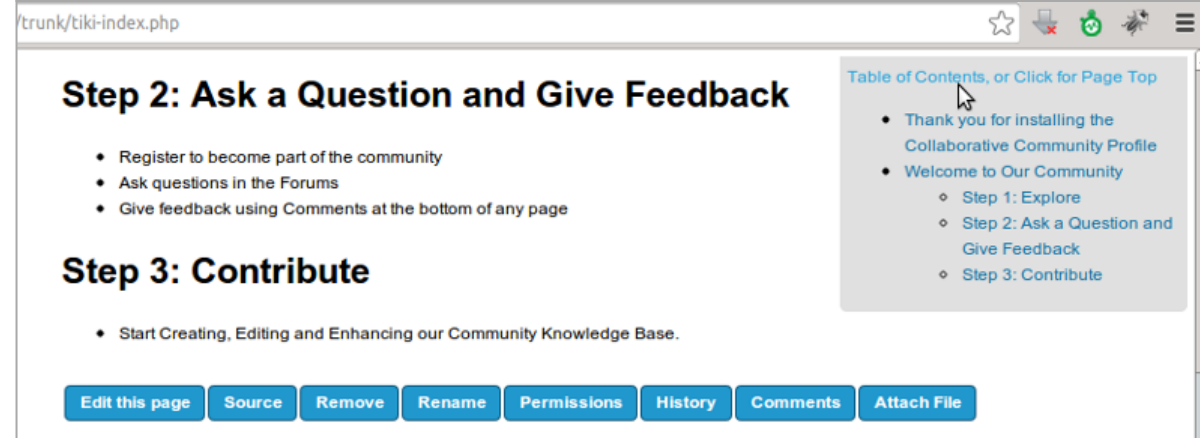 /trunk/tiki-index.php
Step 2: Ask a Question and Give Feedback
Register to become part of the community
Ask questions in the Forums
Give feedback using Comments at the bottom of any page
Step 3: Contribute
Start Creating, Editing and Enhancing our Community Knowledge Base.
Table of Contents, or Click for Page Top
Thank you for installing the
Collaborative Community Profile
Welcome to Our Community
Step 1: Explore
Step 2: Ask a Question and
Give Feedback
Step 3: Contribute
Edit this page Source Remove Rename Permissions History Comments Attach File